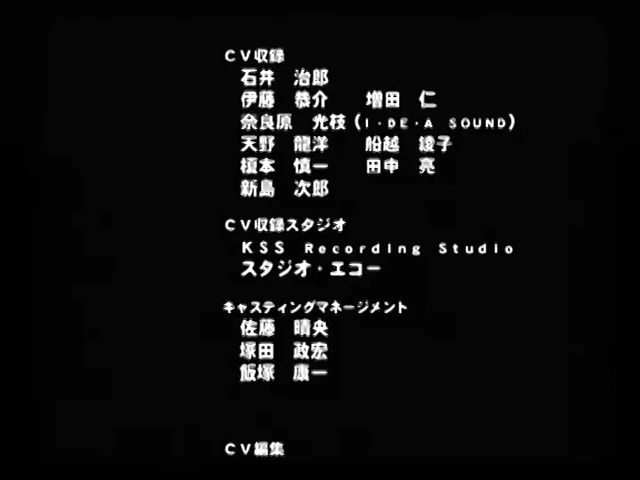 CV収録
石井 治郎
伊藤 恭介 増田 仁
奈良原 光枝(I・DE・A SOUND)
天野 龍洋 船越 綾子
榎本 慎一 田中 亮
新島 次郎
CV収録スタジオ
KSS Recording Studio
スタジオ・エコー
キャスティングマネージメント
佐藤 晴央
塚田 政宏
飯塚 康一
CV編集